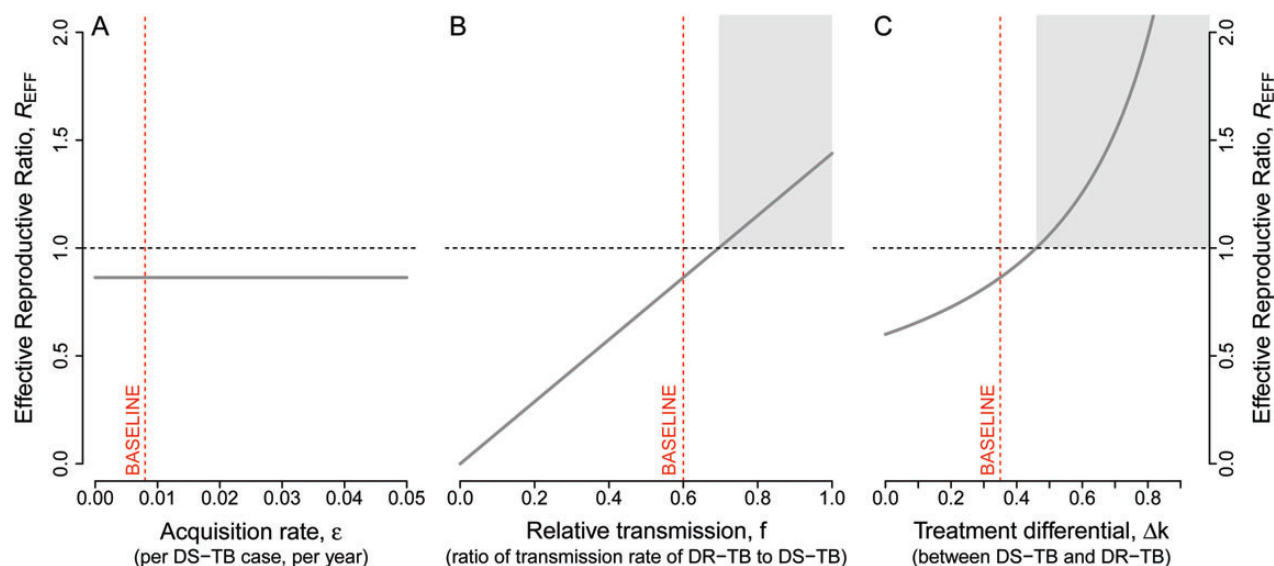 A
B
C
Effective Reproductive Ratio, R_EFF
2.0
1.5
1.0
0.5
0.0
BASELINE
0.00 0.01 0.02 0.03 0.04 0.05
Acquisition rate, ε
(per DS−TB case, per year)
BASELINE
0.0 0.2 0.4 0.6 0.8 1.0
Relative transmission, f
(ratio of transmission rate of DR−TB to DS−TB)
BASELINE
0.0 0.2 0.4 0.6 0.8
Treatment differential, Δk
(between DS−TB and DR−TB)
2.0
1.5
1.0
0.5
0.0
Effective Reproductive Ratio, R_EFF